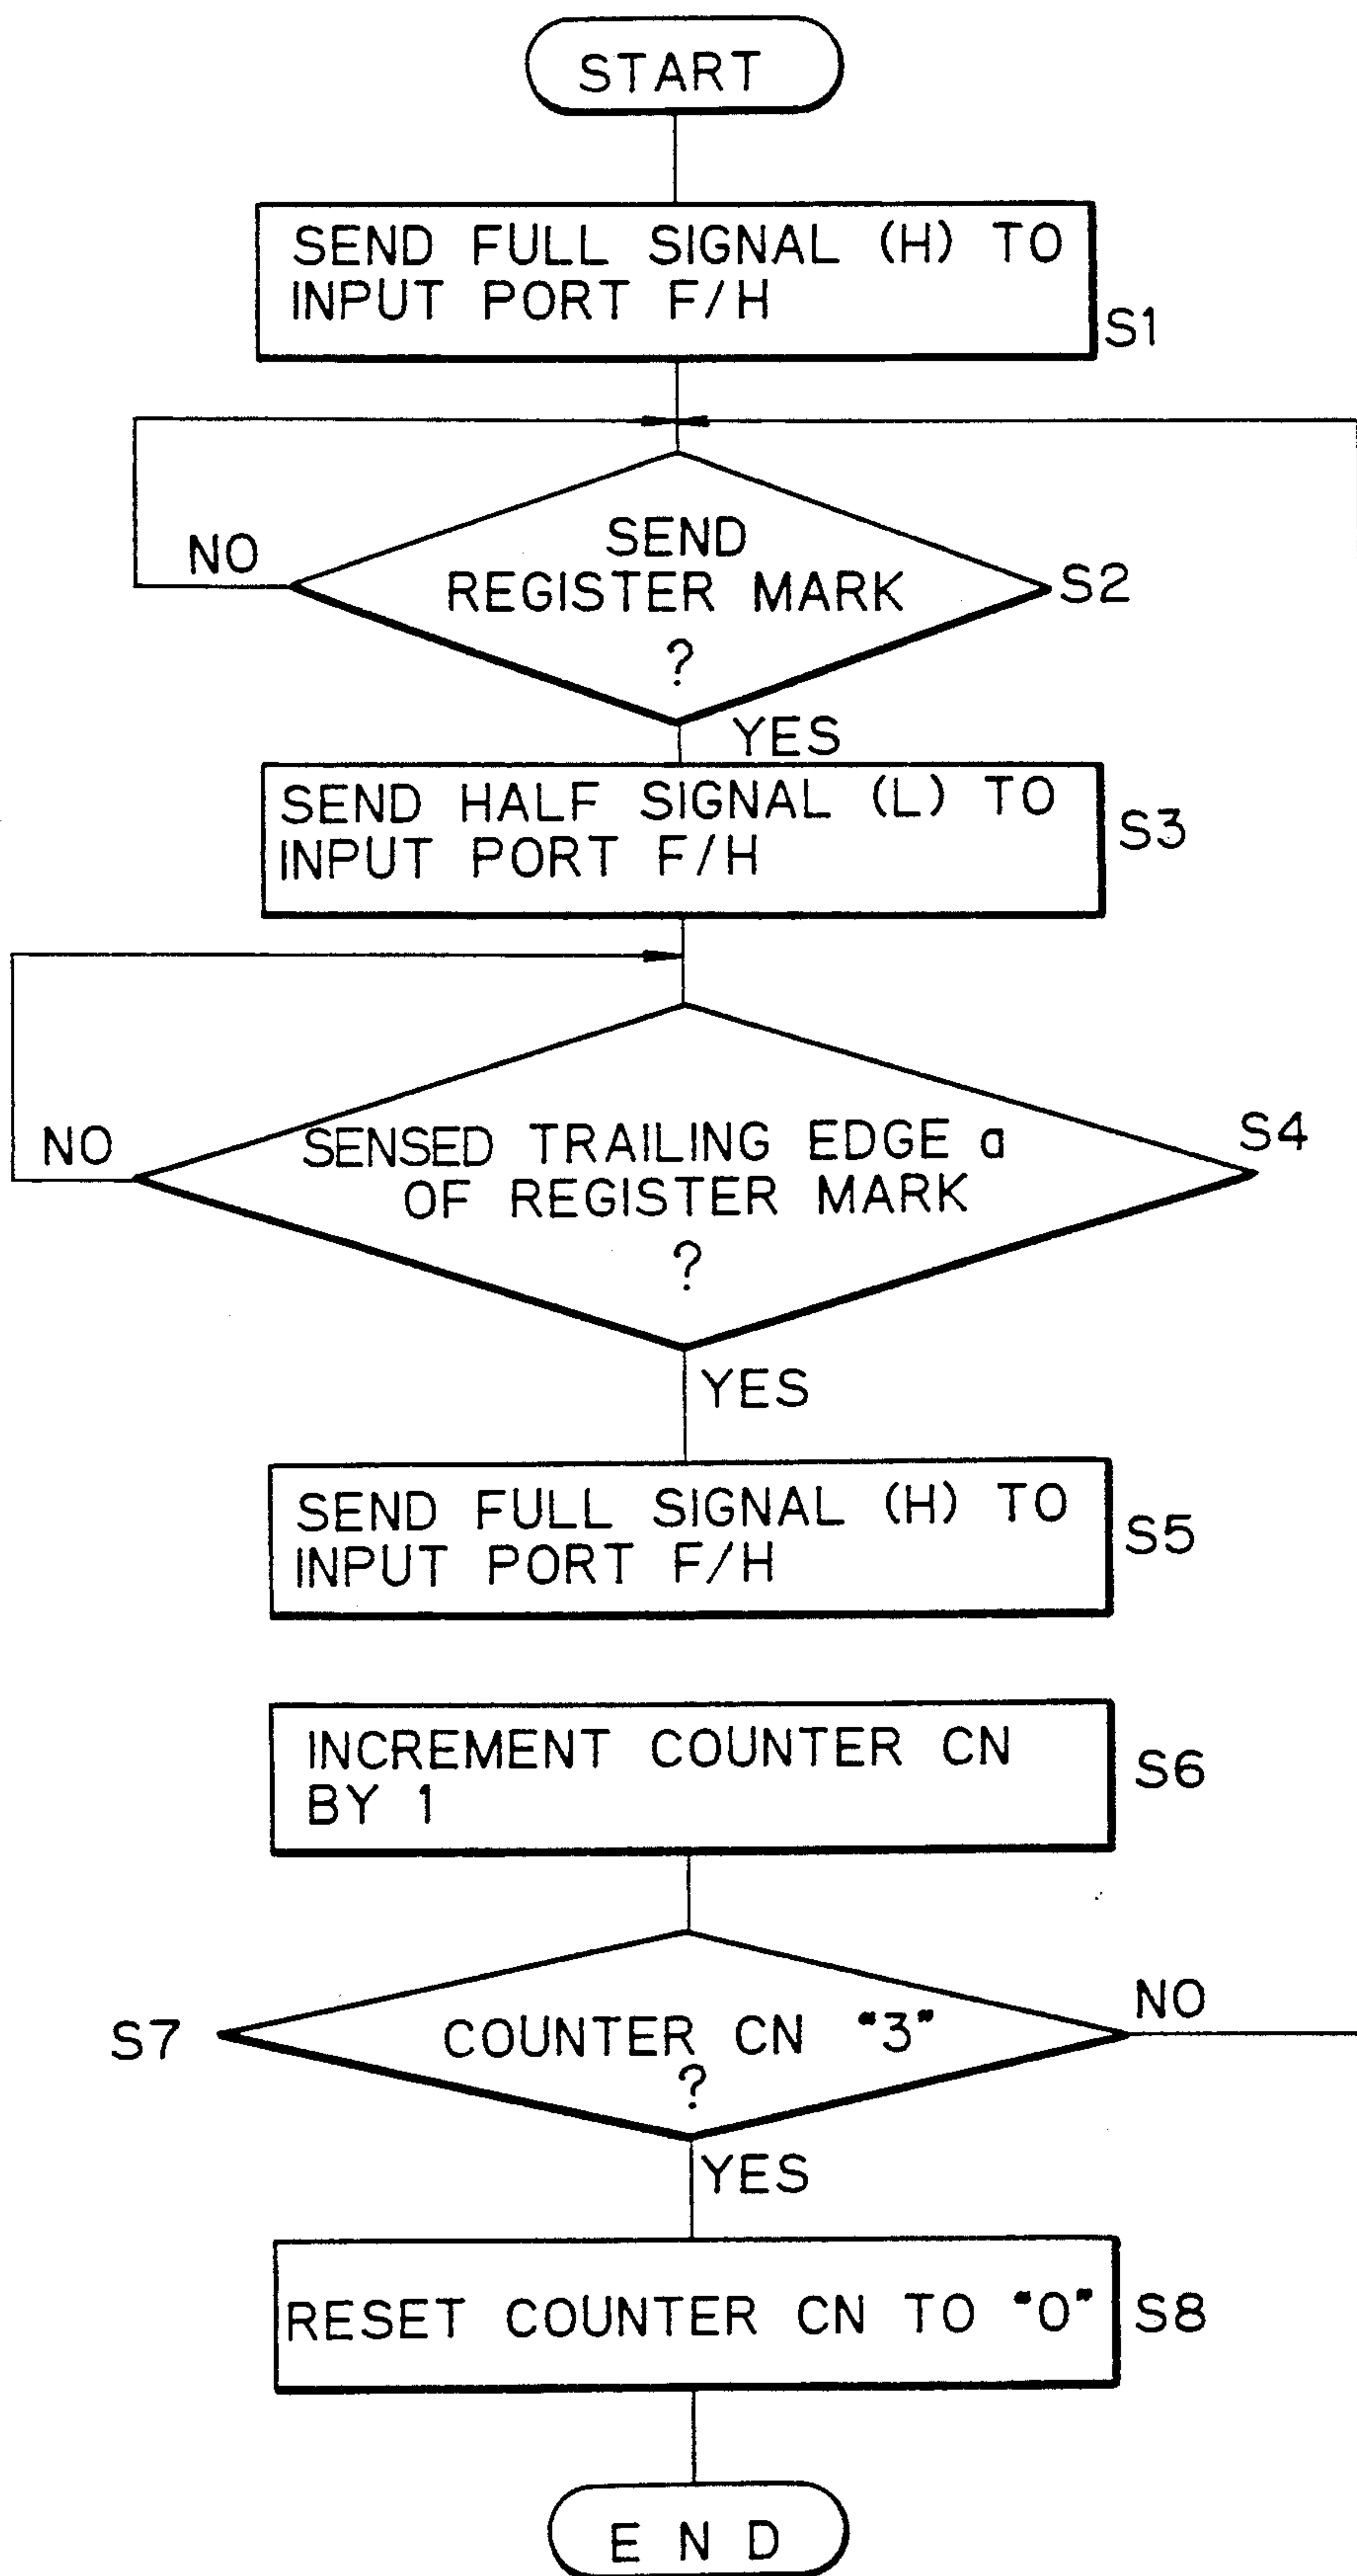 START
SEND FULL SIGNAL (H) TO
INPUT PORT F/H
S1
NO
SEND
REGISTER MARK
?
S2
YES
SEND HALF SIGNAL (L) TO
INPUT PORT F/H
S3
NO
SENSED TRAILING EDGE a
OF REGISTER MARK
?
S4
YES
SEND FULL SIGNAL (H) TO
INPUT PORT F/H
S5
INCREMENT COUNTER CN
BY 1
S6
S7
COUNTER CN "3"
?
NO
YES
RESET COUNTER CN TO "0"
S8
END